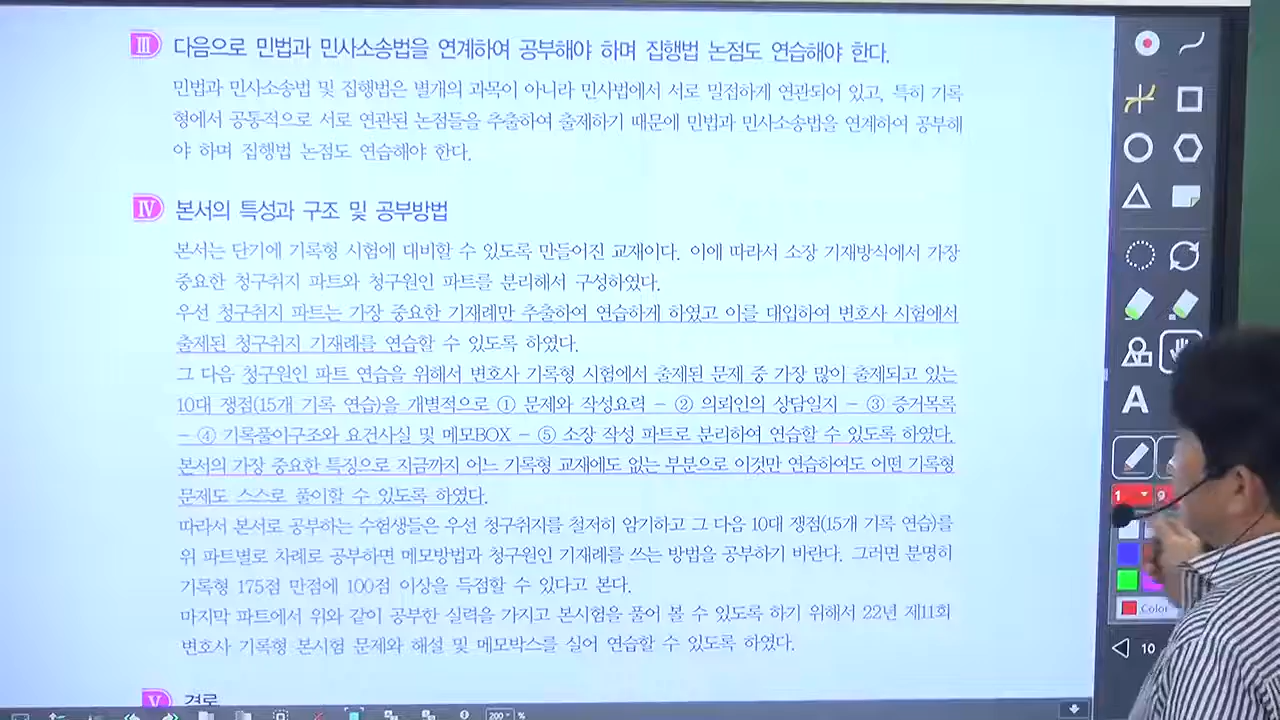 Ⅲ 다음으로 민법과 민사소송법을 연계하여 공부해야 하며 집행법 논점도 연습해야 한다.
민법과 민사소송법 및 집행법은 별개의 과목이 아니라 민사법에서 서로 밀접하게 연관되어 있고, 특히 기록
형에서 공통적으로 서로 연관된 논점들을 추출하여 출제하기 때문에 민법과 민사소송법을 연계하여 공부해
야 하며 집행법 논점도 연습해야 한다.
Ⅳ 본서의 특성과 구조 및 공부방법
본서는 단기에 기록형 시험에 대비할 수 있도록 만들어진 교재이다. 이에 따라서 소장 기재방식에서 가장
중요한 청구취지 파트와 청구원인 파트를 분리해서 구성하였다.
우선 청구취지 파트는 가장 중요한 기재례만 추출하여 연습하게 하였고 이를 대입하여 변호사 시험에서
출제된 청구취지 기재례를 연습할 수 있도록 하였다.
그 다음 청구원인 파트 연습을 위해서 변호사 기록형 시험에서 출제된 문제 중 가장 많이 출제되고 있는
10대 쟁점(15개 기록 연습)을 개별적으로 ① 문제와 작성요력 - ② 의뢰인의 상담일지 - ③ 증거목록
- ④ 기록풀이구조와 요건사실 및 메모BOX - ⑤ 소장 작성 파트로 분리하여 연습할 수 있도록 하였다.
본서의 가장 중요한 특징으로 지금까지 어느 기록형 교재에도 없는 부분으로 이것만 연습하여도 어떤 기록형
문제도 스스로 풀이할 수 있도록 하였다.
따라서 본서로 공부하는 수험생들은 우선 청구취지를 철저히 암기하고 그 다음 10대 쟁점(15개 기록 연습)를
위 파트별로 차례로 공부하면 메모방법과 청구원인 기재례를 쓰는 방법을 공부하기 바란다. 그러면 분명히
기록형 175점 만점에 100점 이상을 득점할 수 있다고 본다.
마지막 파트에서 위와 같이 공부한 실력을 가지고 본시험을 풀어 볼 수 있도록 하기 위해서 22년 제11회
변호사 기록형 본시험 문제와 해설 및 메모박스를 실어 연습할 수 있도록 하였다.
Ⅴ 결론
A
1 9
Color
10
200 %